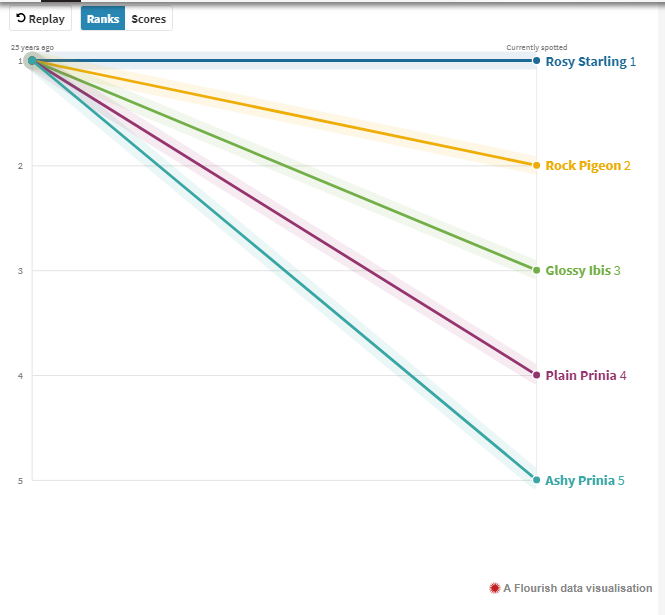 Replay Ranks Scores
25 years ago Currently spotted
1 Rosy Starling 1
2 Rock Pigeon 2
3 Glossy Ibis 3
4 Plain Prinia 4
5 Ashy Prinia 5
A Flourish data visualisation